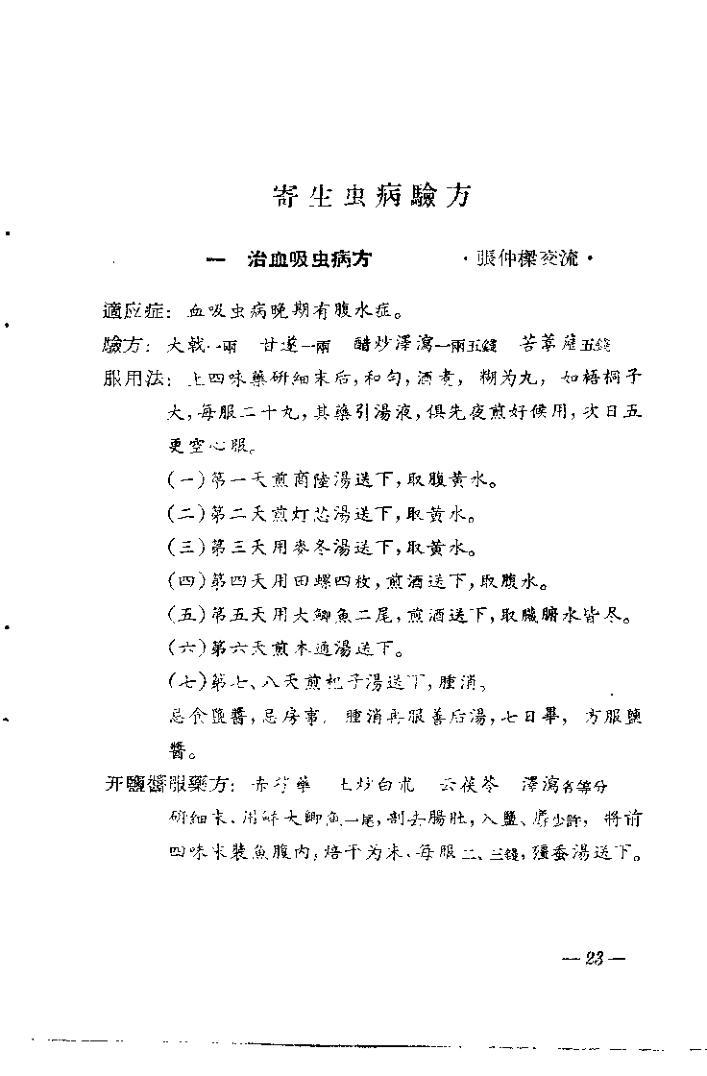 寄生虫病驗方
一 治血吸虫病方 ·張仲樑交流·
適应症：血吸虫病晚期有腹水症。
驗方：大戟一兩 甘遂一兩 醋炒澤瀉一兩五錢 苦葶藶五錢
服用法：上四味藥研細末后，和匀，酒煮，糊为丸，如梧桐子
大，每服二十丸，其藥引湯液，俱先夜煎好候用，次日五
更空心服。
(一)第一天煎商陸湯送下，取腹黄水。
(二)第二天煎灯芯湯送下，取黄水。
(三)第三天用麥冬湯送下，取黄水。
(四)第四天用田螺四枚，煎酒送下，取腹水。
(五)第五天用大鯽魚二尾，煎酒送下，取臟腑水皆尽。
(六)第六天煎木通湯送下。
(七)第七、八天煎杞子湯送下，腫消。
忌食鹽醬，忌房事，腫消再服善后湯，七日畢，方服鹽
醬。
开鹽醬服藥方：赤苓 土炒白朮 云茯苓 澤瀉各等分
研細末、用鮮大鯽魚一尾，剖去腸肚，入鹽、麝少許，將前
四味末裝魚腹内，焙干为末、每服二、三錢，殭蚕湯送下。
—23—